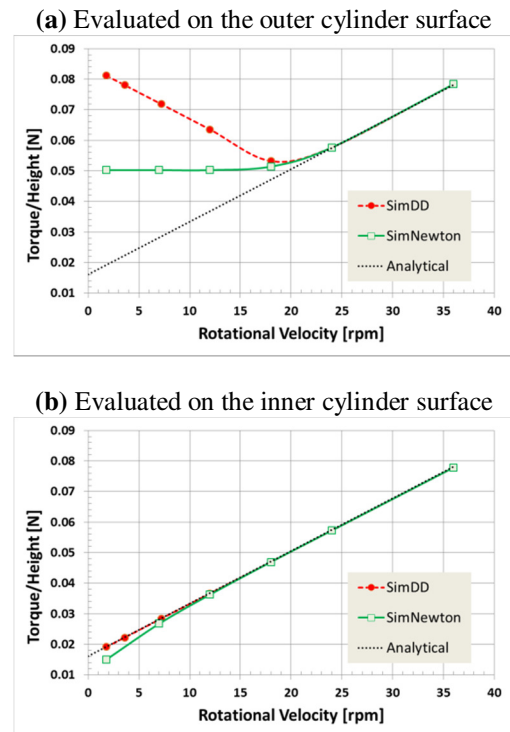 (a) Evaluated on the outer cylinder surface
0.09
0.08
0.07
0.06
0.05
0.04
0.03
0.02
0.01
Torque/Height [N]
SimDD
SimNewton
Analytical
0 5 10 15 20 25 30 35 40
Rotational Velocity [rpm]
(b) Evaluated on the inner cylinder surface
0.09
0.08
0.07
0.06
0.05
0.04
0.03
0.02
0.01
Torque/Height [N]
SimDD
SimNewton
Analytical
0 5 10 15 20 25 30 35 40
Rotational Velocity [rpm]